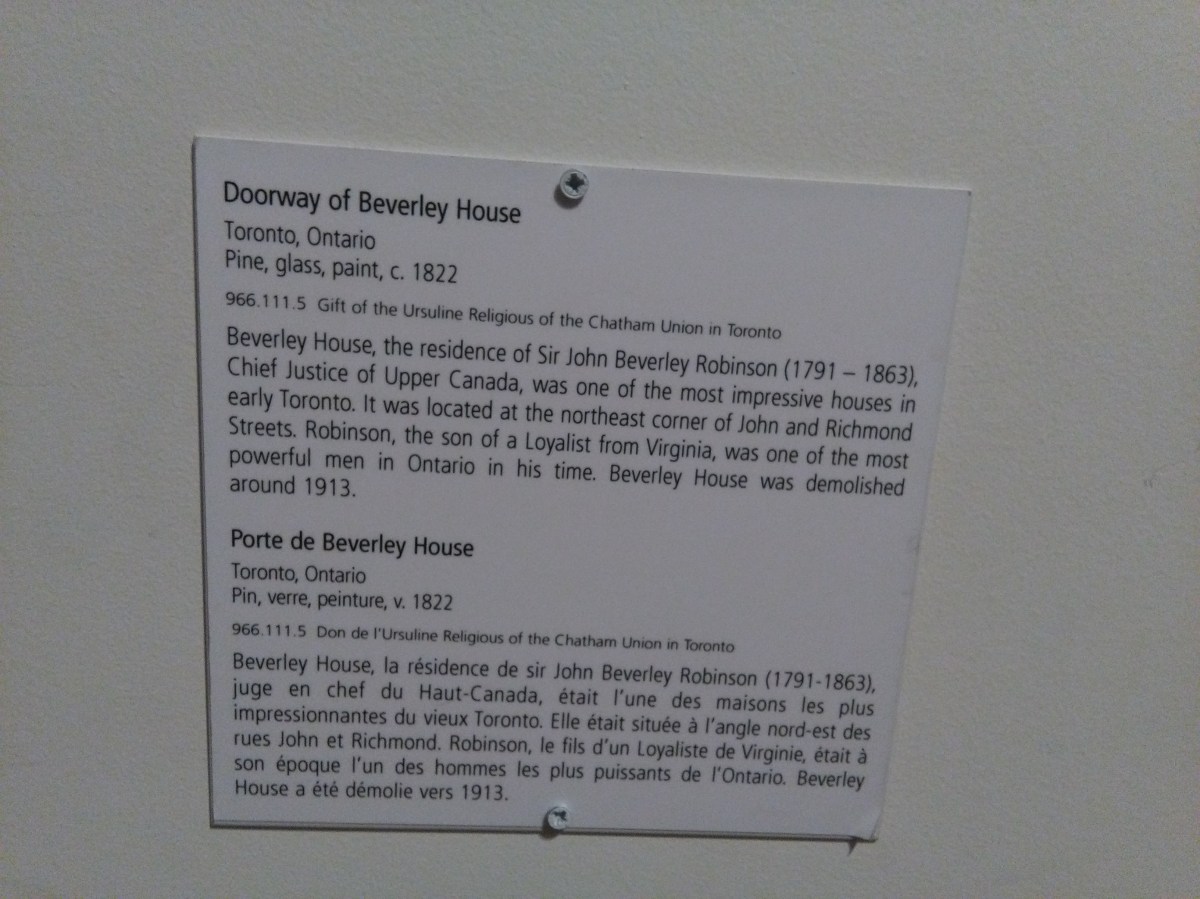 Doorway of Beverley House
Toronto, Ontario
Pine, glass, paint, c. 1822
966.111.5 Gift of the Ursuline Religious of the Chatham Union in Toronto
Beverley House, the residence of Sir John Beverley Robinson (1791 – 1863),
Chief Justice of Upper Canada, was one of the most impressive houses in
early Toronto. It was located at the northeast corner of John and Richmond
Streets. Robinson, the son of a Loyalist from Virginia, was one of the most
powerful men in Ontario in his time. Beverley House was demolished
around 1913.
Porte de Beverley House
Toronto, Ontario
Pin, verre, peinture, v. 1822
966.111.5 Don de l'Ursuline Religious of the Chatham Union in Toronto
Beverley House, la résidence de sir John Beverley Robinson (1791-1863),
juge en chef du Haut-Canada, était l'une des maisons les plus
impressionnantes du vieux Toronto. Elle était située à l'angle nord-est des
rues John et Richmond. Robinson, le fils d'un Loyaliste de Virginie, était à
son époque l'un des hommes les plus puissants de l'Ontario. Beverley
House a été démolie vers 1913.